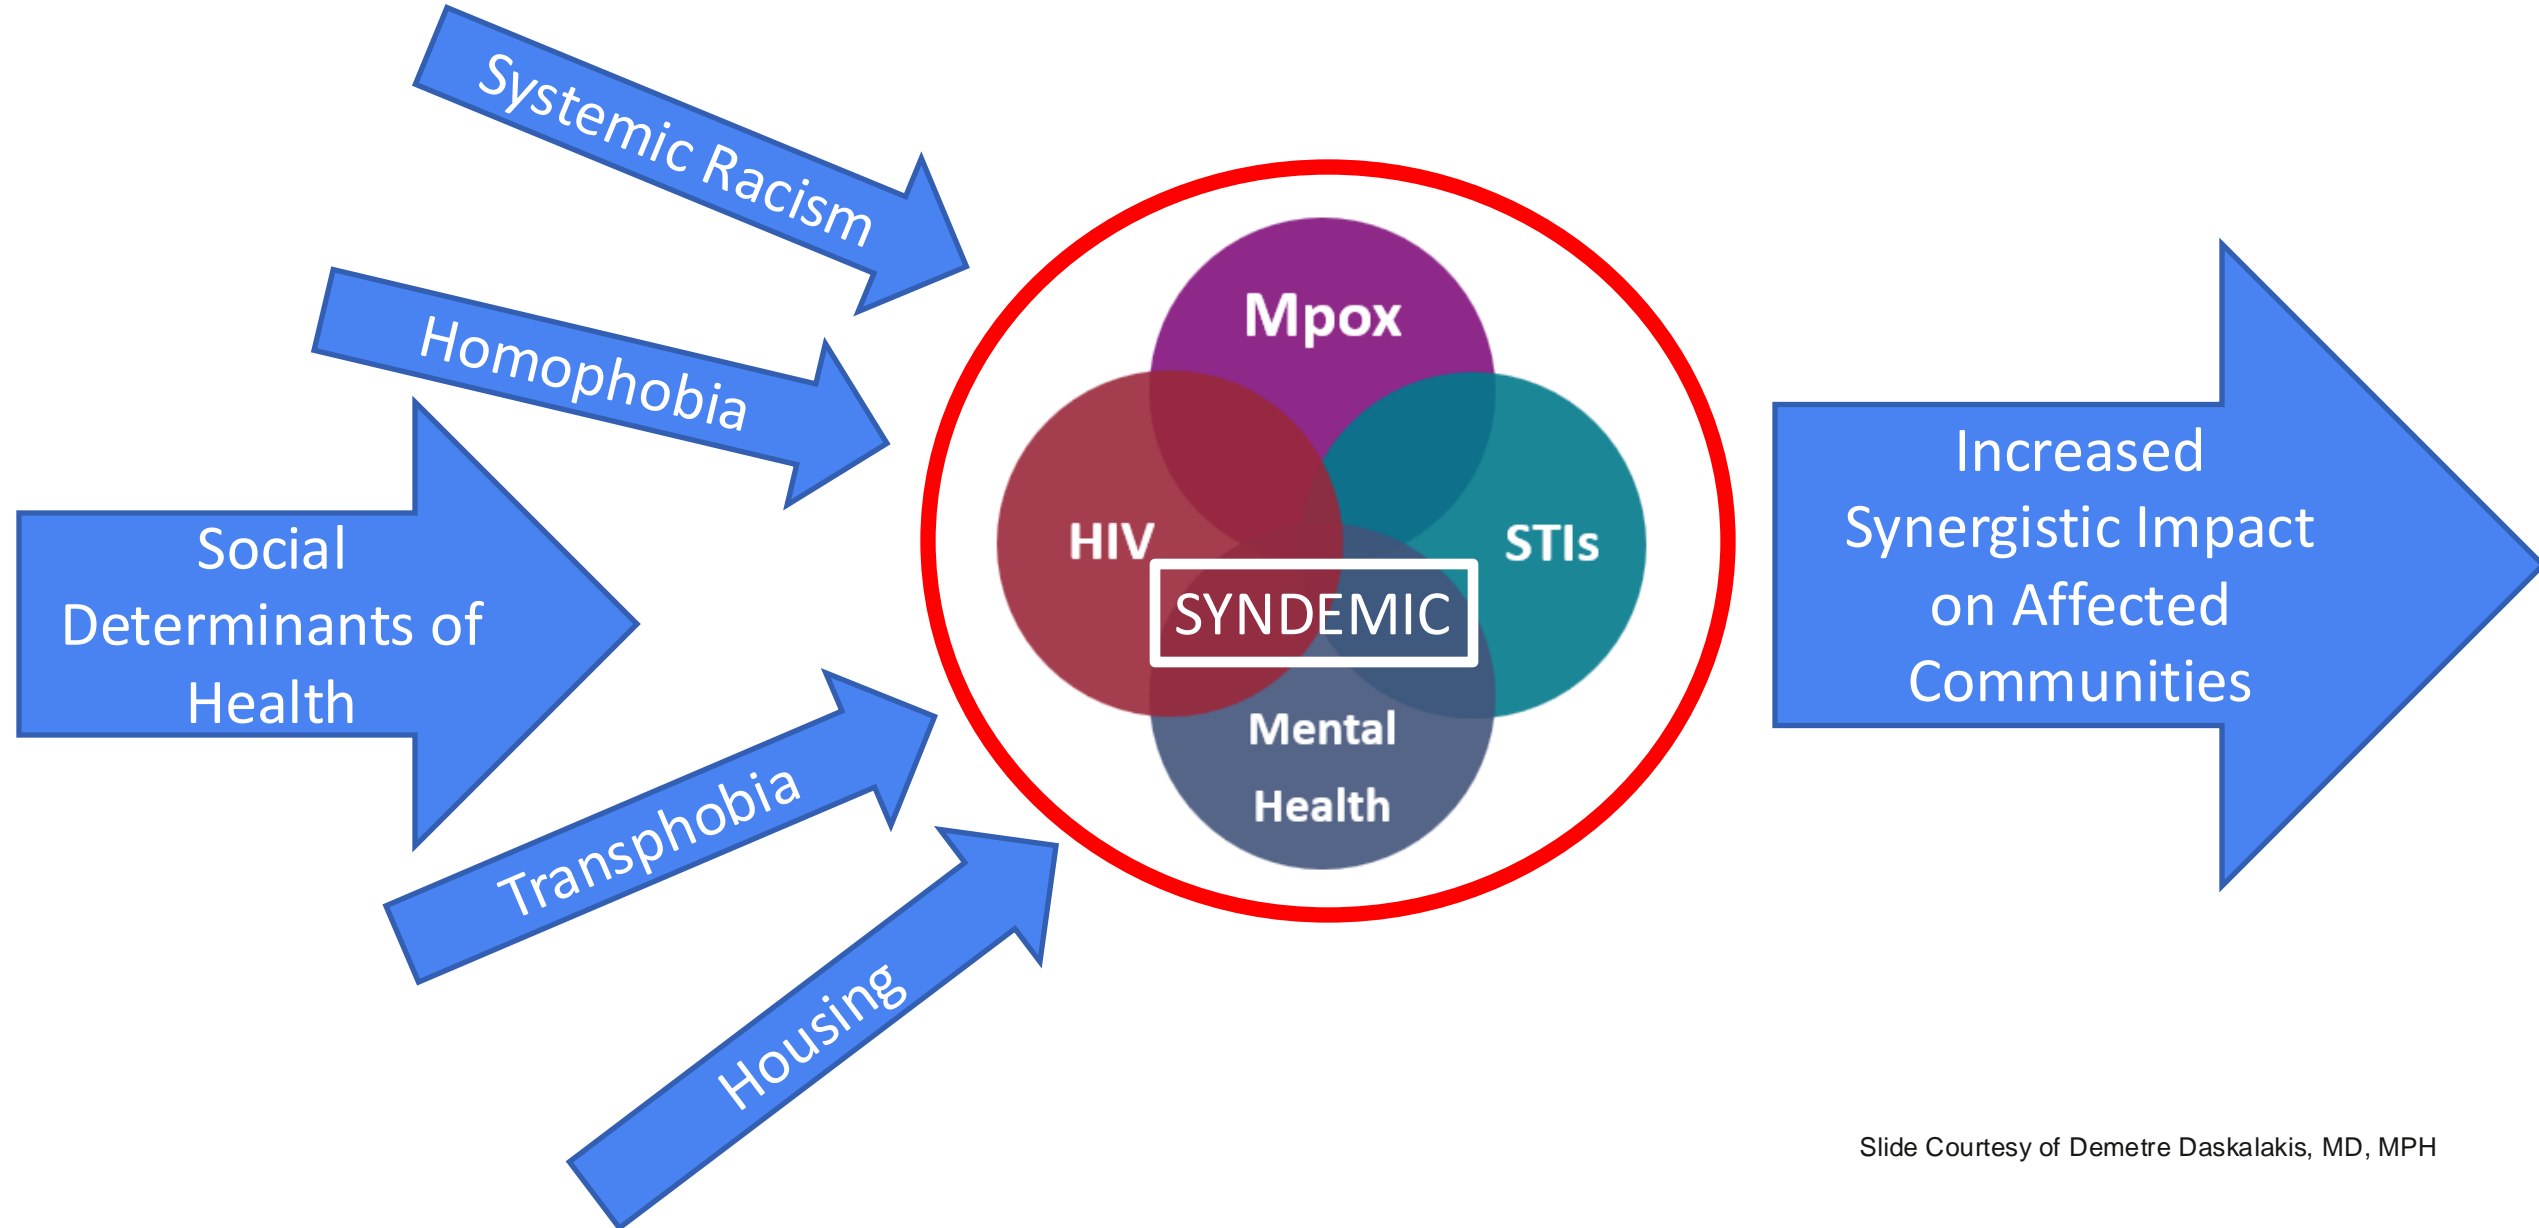 Systemic Racism
Homophobia
Social
Determinants of
Health
Transphobia
Housing
Mpox
HIV
STIs
SYNDEMIC
Mental
Health
Increased
Synergistic Impact
on Affected
Communities
Slide Courtesy of Demetre Daskalakis, MD, MPH